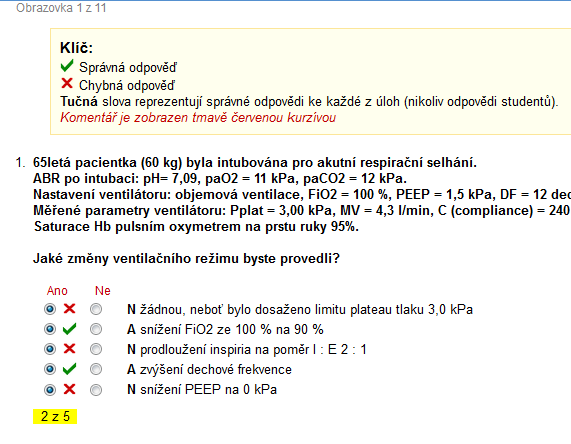 Obrazovka 1 z 11
Klíč:
Správná odpověď
Chybná odpověď
Tučná slova reprezentují správné odpovědi ke každé z úloh (nikoliv odpovědi studentů).
Komentář je zobrazen tmavě červenou kurzívou
1. 65letá pacientka (60 kg) byla intubována pro akutní respirační selhání.
ABR po intubaci: pH= 7,09, paO2 = 11 kPa, paCO2 = 12 kPa.
Nastavení ventilátoru: objemová ventilace, FiO2 = 100 %, PEEP = 1,5 kPa, DF = 12
Měřené parametry ventilátoru: Pplat = 3,00 kPa, MV = 4,3 l/min, C (compliance) = 240
Saturace Hb pulsním oxymetrem na prstu ruky 95%.
Jaké změny ventilačního režimu byste provedli?
Ano Ne
N žádnou, neboť bylo dosaženo limitu plateau tlaku 3,0 kPa
A snížení FiO2 ze 100 % na 90 %
N prodloužení inspiria na poměr I : E 2 : 1
A zvýšení dechové frekvence
N snížení PEEP na 0 kPa
2 z 5